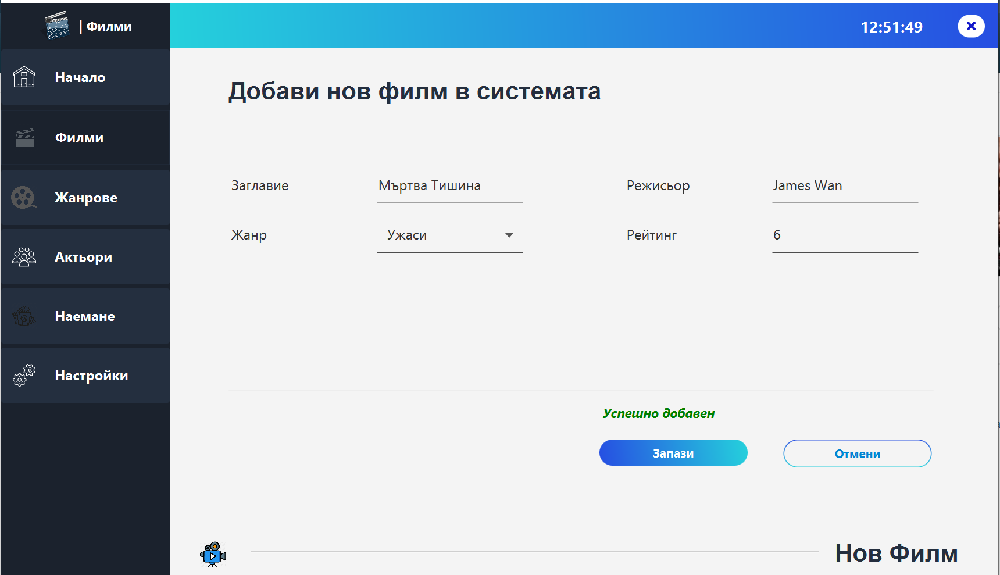 | Филми
12:51:49
Начало
Филми
Жанрове
Актьори
Наемане
Настройки
Добави нов филм в системата
Заглавие
Мъртва Тишина
Режисьор
James Wan
Жанр
Ужаси
Рейтинг
6
Успешно добавен
Запази
Отмени
Нов Филм